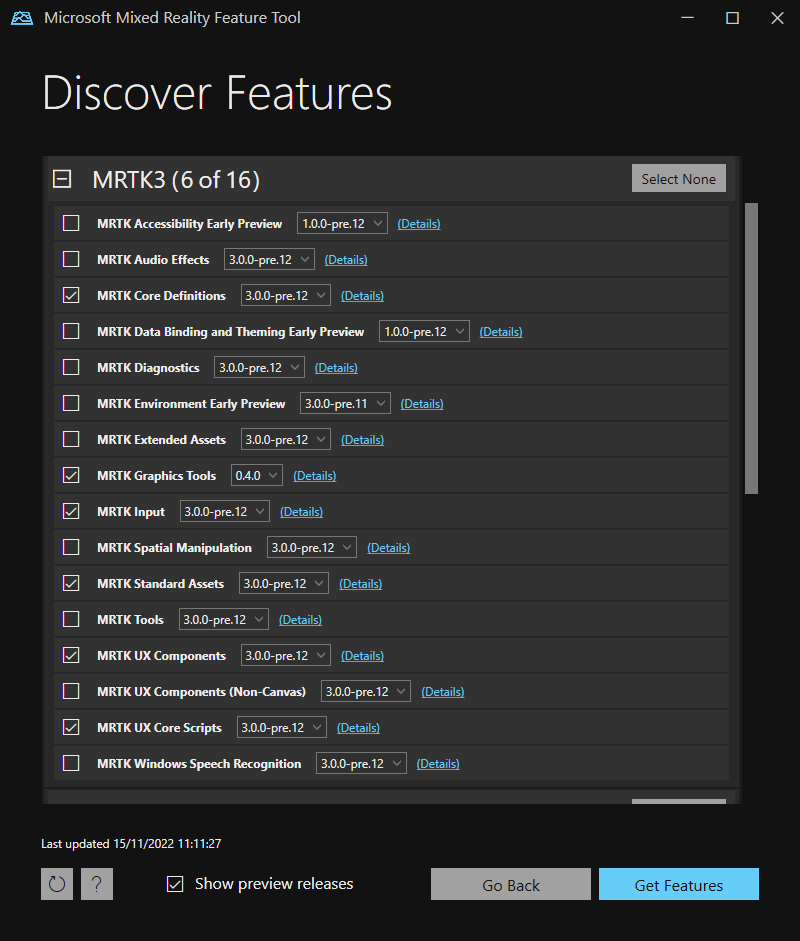 Microsoft Mixed Reality Feature Tool
Discover Features
MRTK3 (6 of 16) Select None
MRTK Accessibility Early Preview 1.0.0-pre.12 (Details)
MRTK Audio Effects 3.0.0-pre.12 (Details)
MRTK Core Definitions 3.0.0-pre.12 (Details)
MRTK Data Binding and Theming Early Preview 1.0.0-pre.12 (Details)
MRTK Diagnostics 3.0.0-pre.12 (Details)
MRTK Environment Early Preview 3.0.0-pre.11 (Details)
MRTK Extended Assets 3.0.0-pre.12 (Details)
MRTK Graphics Tools 0.4.0 (Details)
MRTK Input 3.0.0-pre.12 (Details)
MRTK Spatial Manipulation 3.0.0-pre.12 (Details)
MRTK Standard Assets 3.0.0-pre.12 (Details)
MRTK Tools 3.0.0-pre.12 (Details)
MRTK UX Components 3.0.0-pre.12 (Details)
MRTK UX Components (Non-Canvas) 3.0.0-pre.12 (Details)
MRTK UX Core Scripts 3.0.0-pre.12 (Details)
MRTK Windows Speech Recognition 3.0.0-pre.12 (Details)
Last updated 15/11/2022 11:11:27
? Show preview releases Go Back Get Features